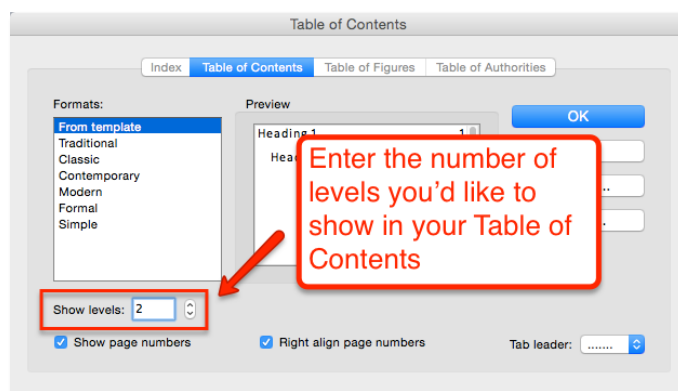 Table of Contents
Index Table of Contents Table of Figures Table of Authorities
Formats:
Preview
From template
Traditional
Classic
Contemporary
Modern
Formal
Simple
Heading 1 1
OK
Enter the number of
levels you'd like to
show in your Table of
Contents
Show levels: 2
Show page numbers
Right align page numbers
Tab leader: .......